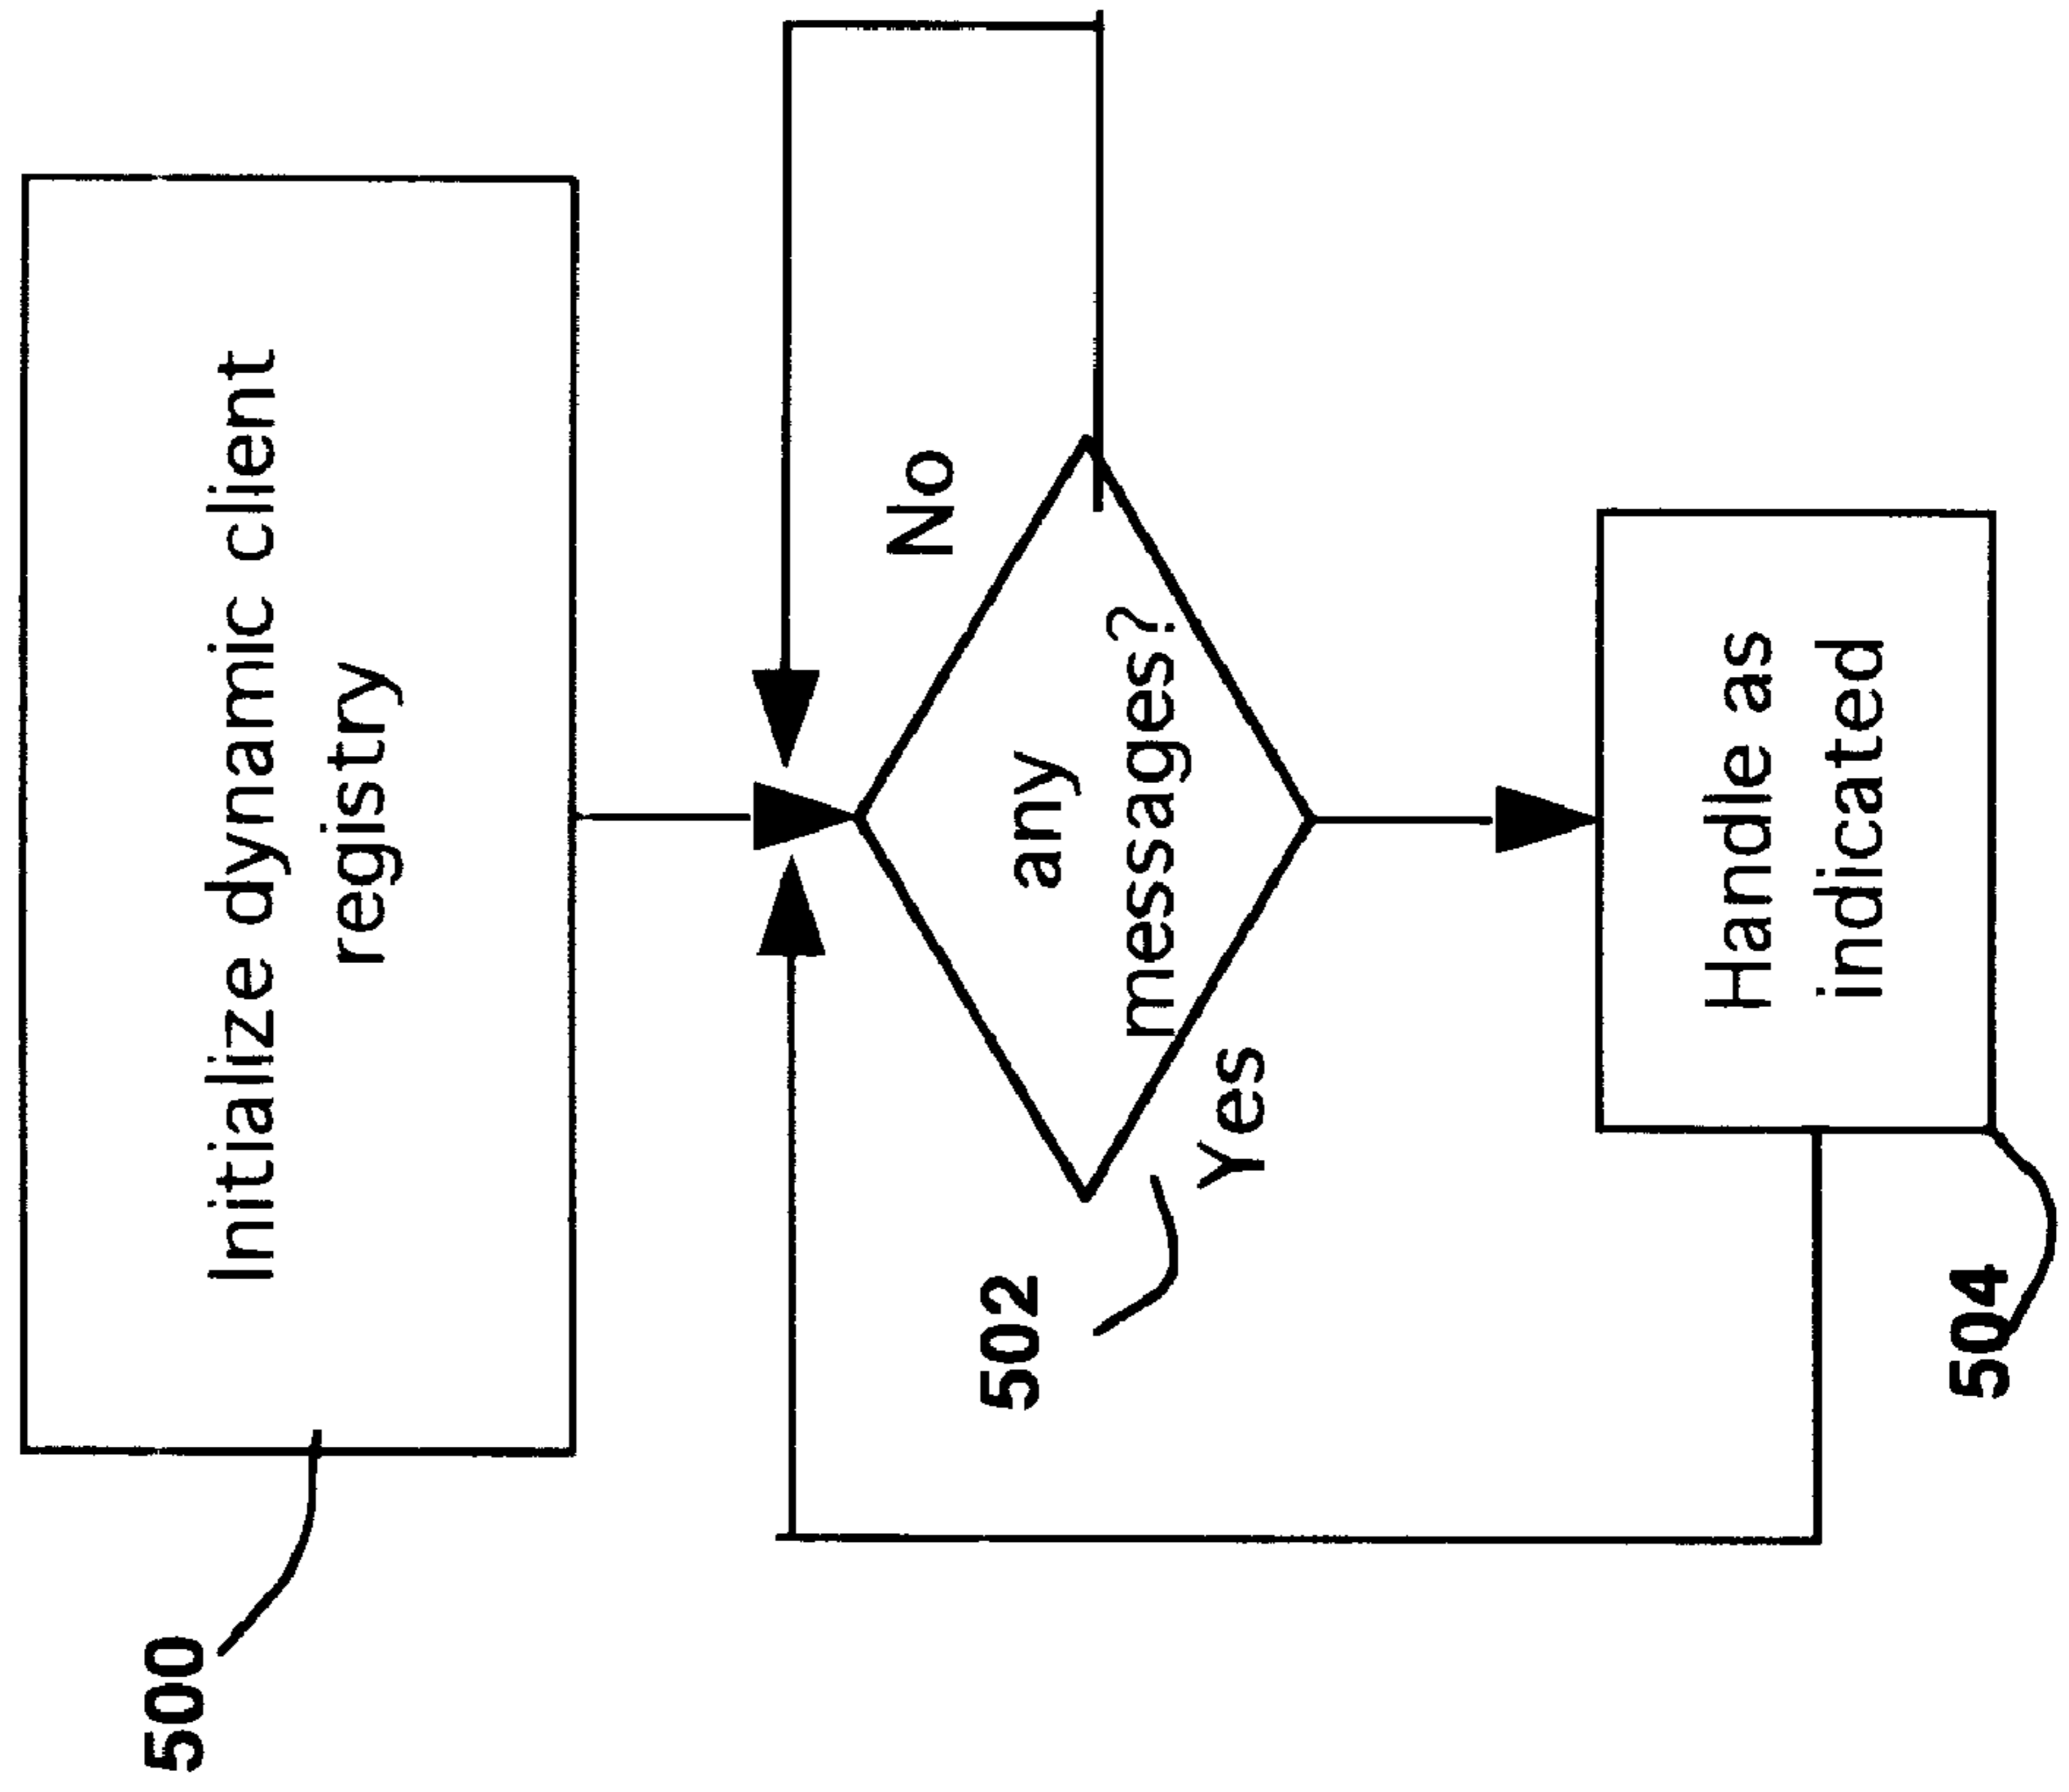 Initialize dynamic client
registry
500
No
any
messages?
Yes
502
Handle as
indicated
504